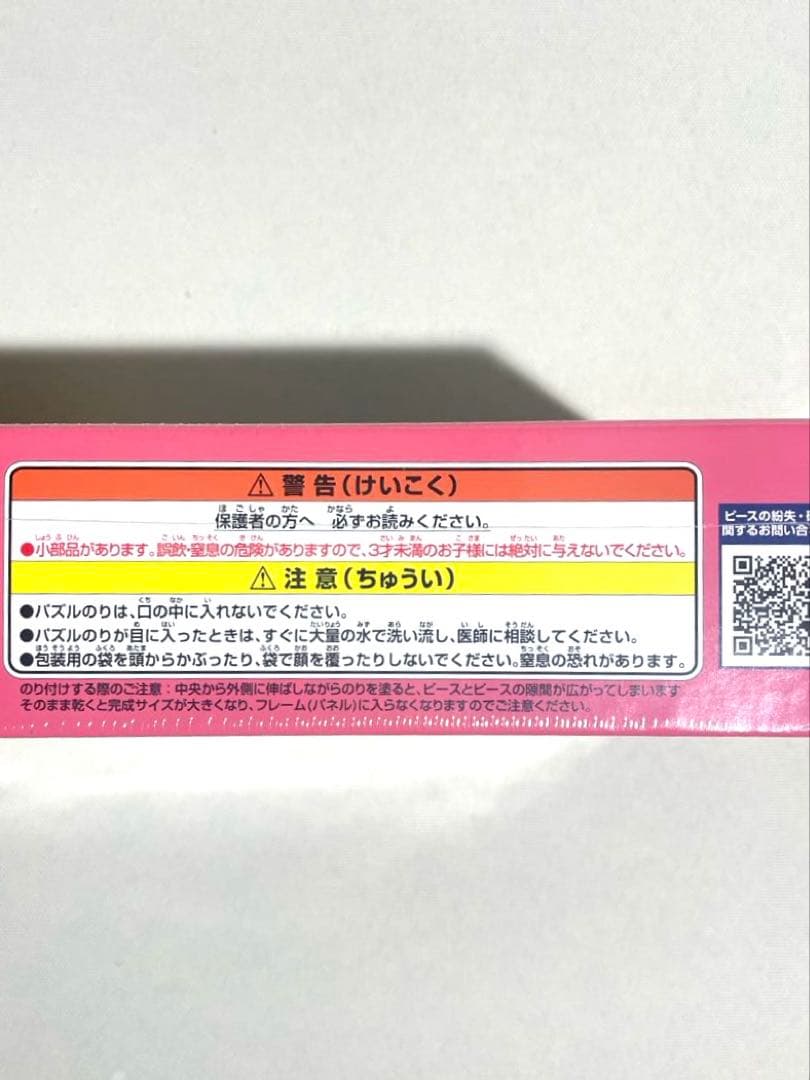 ⚠ 警告(けいこく)
保護者の方へ 必ずお読みください。
●小部品があります。誤飲・窒息の危険がありますので、3才未満のお子様には絶対に与えないでください。
⚠ 注意(ちゅうい)
●パズルのりは、口の中に入れないでください。
●パズルのりが目に入ったときは、すぐに大量の水で洗い流し、医師に相談してください。
●包装用の袋を頭からかぶったり、袋で顔を覆ったりしないでください。窒息の恐れがあります。
のり付けする際のご注意:中央から外側に伸ばしながらのりを塗ると、ピースとピースの隙間が広がってしまいます
そのまま乾くと完成サイズが大きくなり、フレーム(パネル)に入らなくなりますのでご注意ください。
ピースの紛失・
関するお問い合